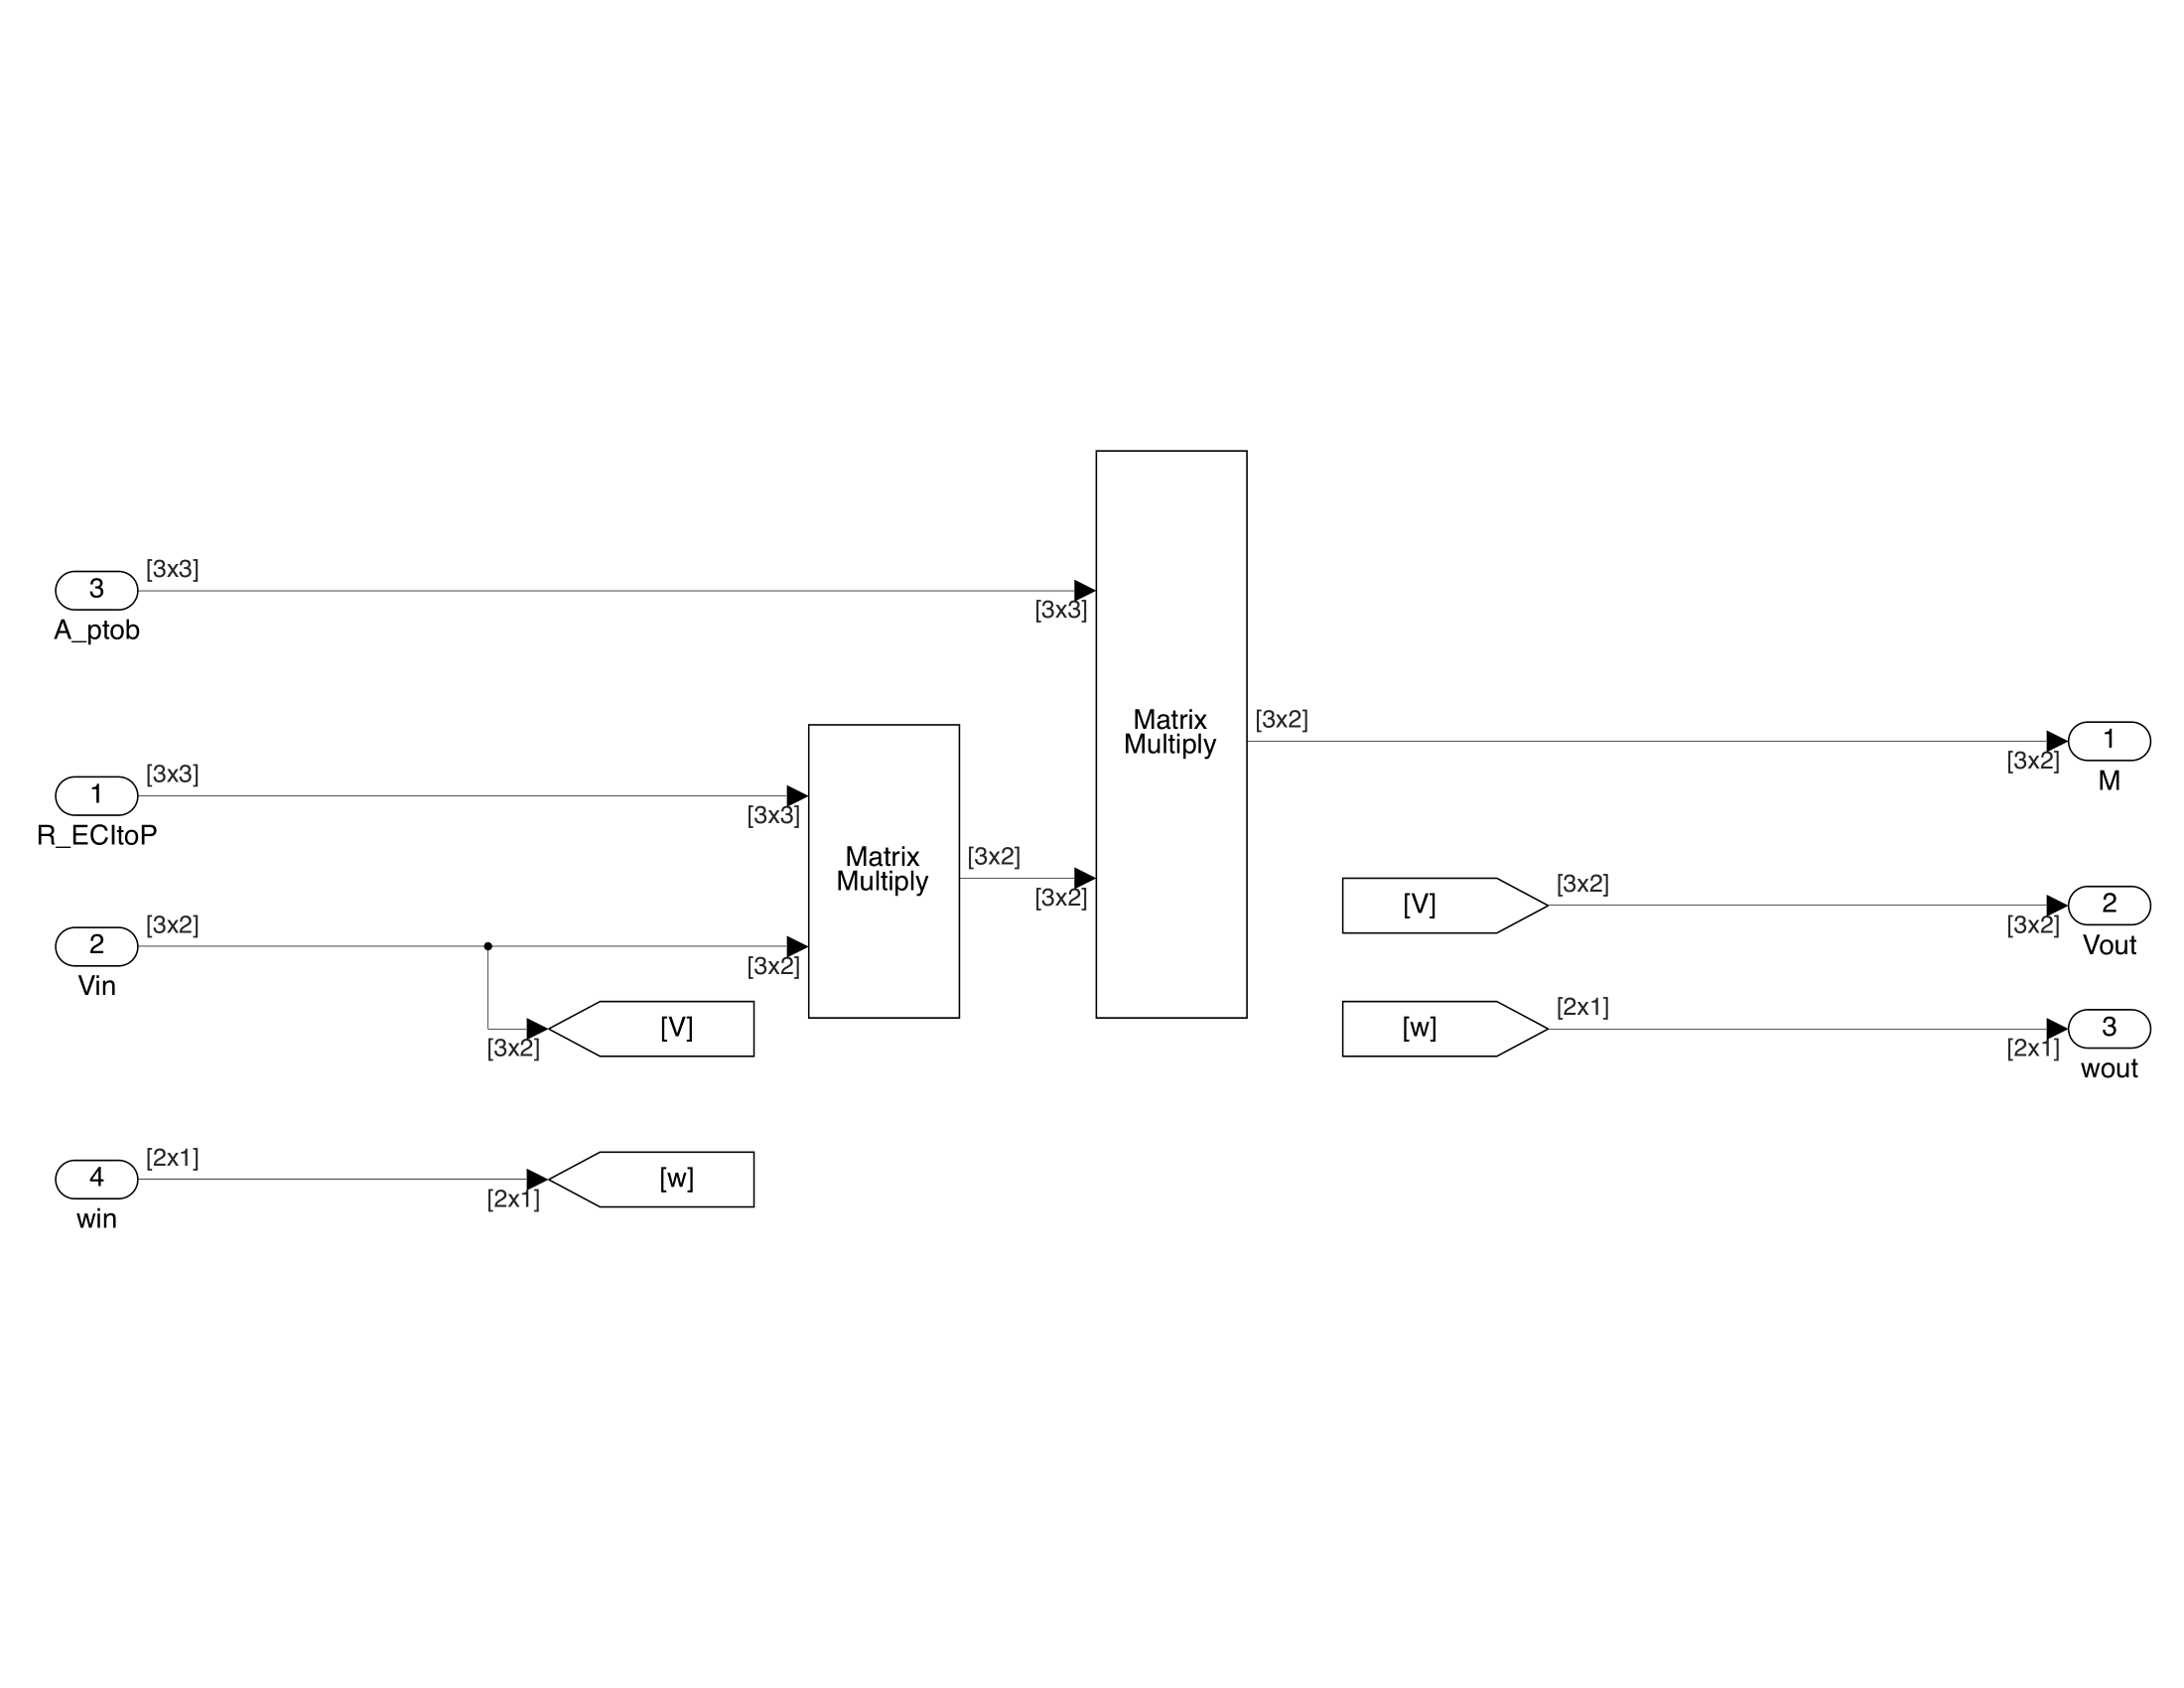 [3x3]
3
A_ptob
[3x3]
Matrix
Multiply
[3x2]
1
M
[3x2]
[3x3]
1
R_ECItoP
[3x3]
Matrix
Multiply
[3x2]
[3x2]
[3x2]
2
Vin
[3x2]
[V]
[3x2]
[V]
[3x2]
2
Vout
[3x2]
[w]
[2x1]
3
wout
[2x1]
[2x1]
4
win
[w]
[2x1]